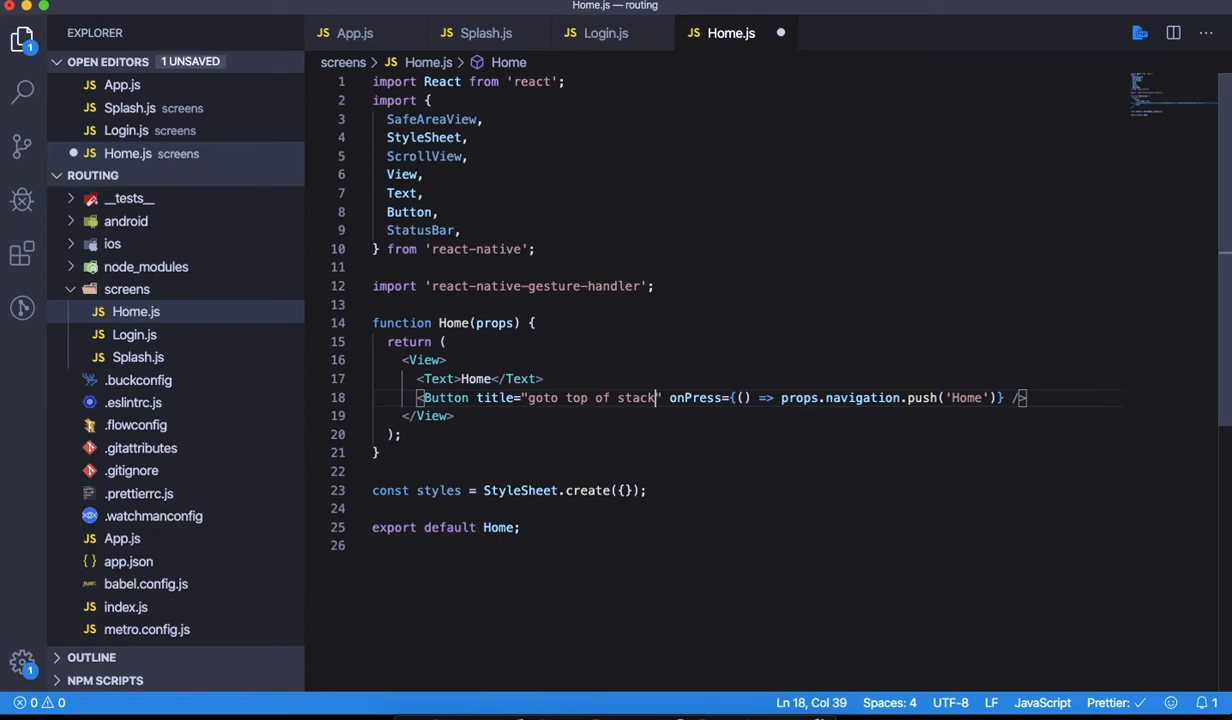 Home.js — routing
EXPLORER
JS App.js
JS Splash.js
JS Login.js
JS Home.js
OPEN EDITORS 1 UNSAVED
JS App.js
JS Splash.js screens
JS Login.js screens
JS Home.js screens
ROUTING
__tests__
android
ios
node_modules
screens
JS Home.js
JS Login.js
JS Splash.js
.buckconfig
.eslintrc.js
.flowconfig
.gitattributes
.gitignore
.prettierrc.js
.watchmanconfig
JS App.js
{ } app.json
babel.config.js
JS index.js
JS metro.config.js
OUTLINE
NPM SCRIPTS
1
1
screens > JS Home.js > Home
1 import React from 'react';
2 import {
3 SafeAreaView,
4 StyleSheet,
5 ScrollView,
6 View,
7 Text,
8 Button,
9 StatusBar,
10 } from 'react-native';
11
12 import 'react-native-gesture-handler';
13
14 function Home(props) {
15 return (
16 <View>
17 <Text>Home</Text>
18 <Button title="goto top of stack" onPress={() => props.navigation.push('Home')} />
19 </View>
20 );
21 }
22
23 const styles = StyleSheet.create({});
24
25 export default Home;
26
0 0
Ln 18, Col 39
Spaces: 4
UTF-8
LF
JavaScript
Prettier: ✓
1